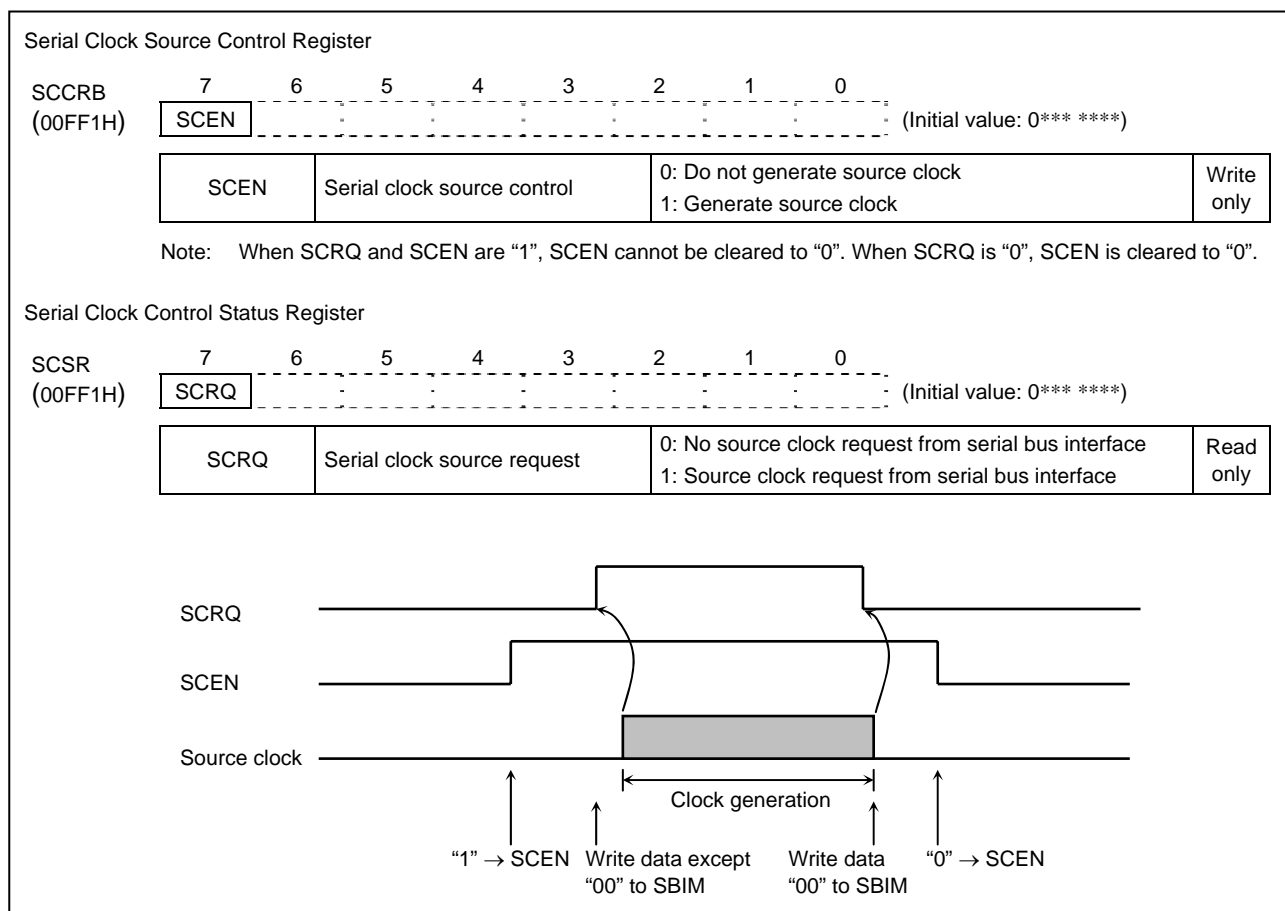 Serial Clock Source Control Register
SCCRB
(00FF1H)
7 6 5 4 3 2 1 0
SCEN
(Initial value: 0*** ****)
SCEN
Serial clock source control
0: Do not generate source clock
1: Generate source clock
Write
only
Note: When SCRQ and SCEN are “1”, SCEN cannot be cleared to “0”. When SCRQ is “0”, SCEN is cleared to “0”.
Serial Clock Control Status Register
SCSR
(00FF1H)
7 6 5 4 3 2 1 0
SCRQ
(Initial value: 0*** ****)
SCRQ
Serial clock source request
0: No source clock request from serial bus interface
1: Source clock request from serial bus interface
Read
only
SCRQ
SCEN
Source clock
Clock generation
“1” → SCEN
Write data except
“00” to SBIM
Write data
“00” to SBIM
“0” → SCEN